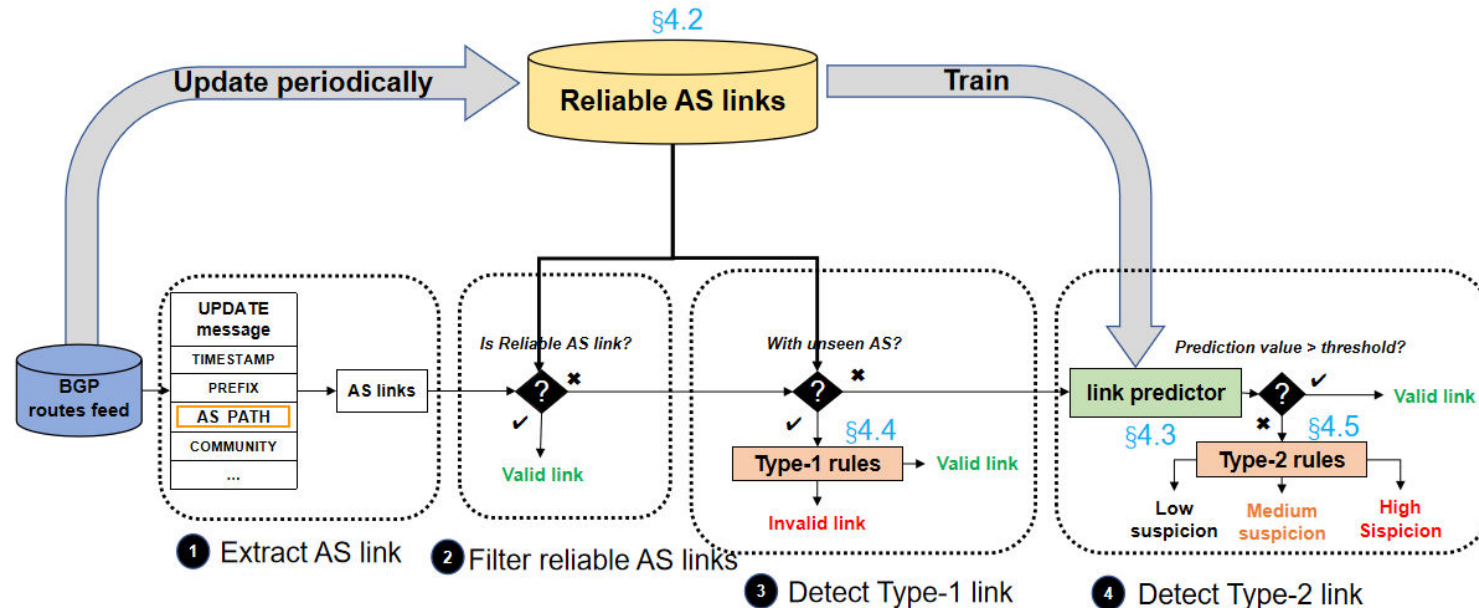 §4.2
Update periodically
Reliable AS links
Train
UPDATE
message
TIMESTAMP
PREFIX
AS PATH
COMMUNITY
...
BGP
routes feed
AS links
Is Reliable AS link?
?
Valid link
With unseen AS?
?
§4.4
Type-1 rules
Valid link
Invalid link
link predictor
§4.3
Prediction value > threshold?
?
Valid link
§4.5
Type-2 rules
Low
suspicion
Medium
suspicion
High
Sispicion
1 Extract AS link
2 Filter reliable AS links
3 Detect Type-1 link
4 Detect Type-2 link